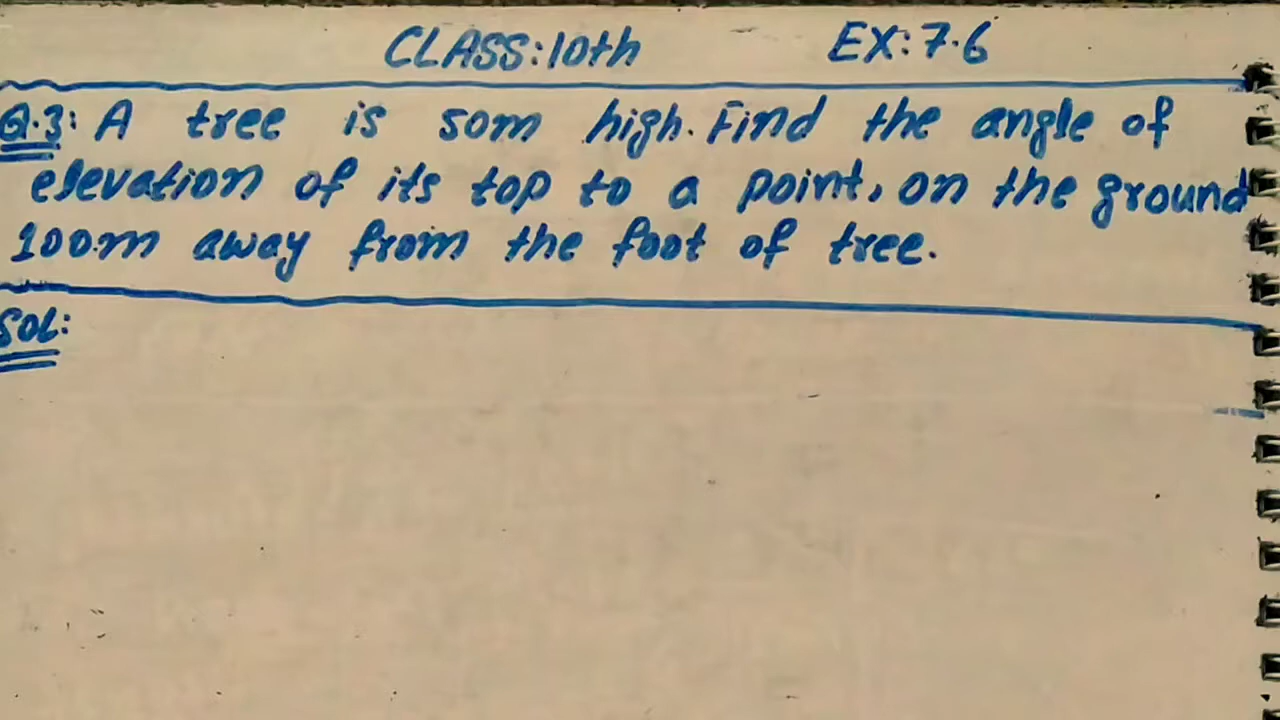 CLASS:10th EX:7.6
Q.3: A tree is 50m high. Find the angle of
elevation of its top to a point, on the ground
100m away from the foot of tree.
Sol: